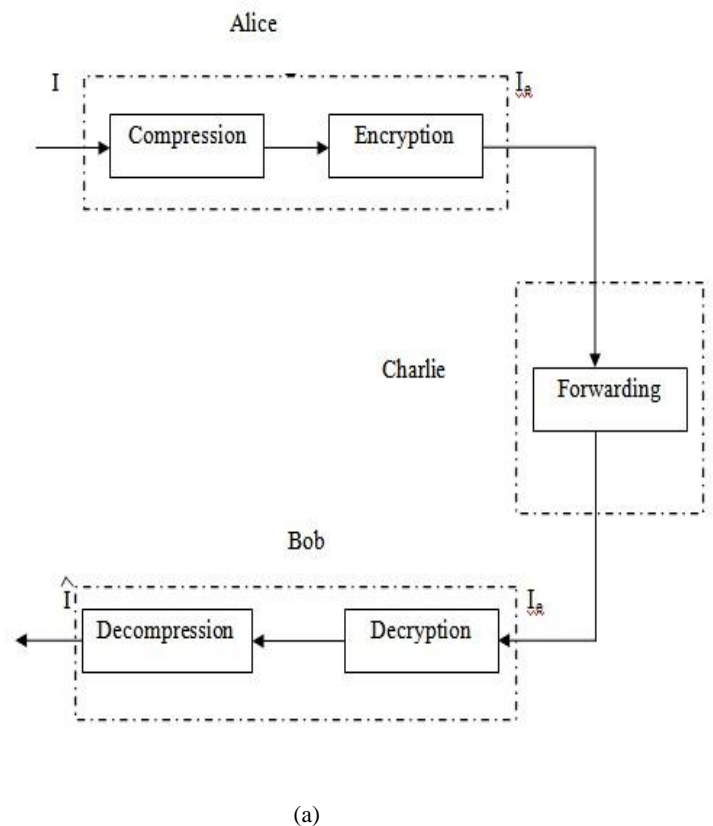 Alice
I
Iₑ
Compression
Encryption
Charlie
Forwarding
Bob
Î
Iₑ
Decompression
Decryption
(a)